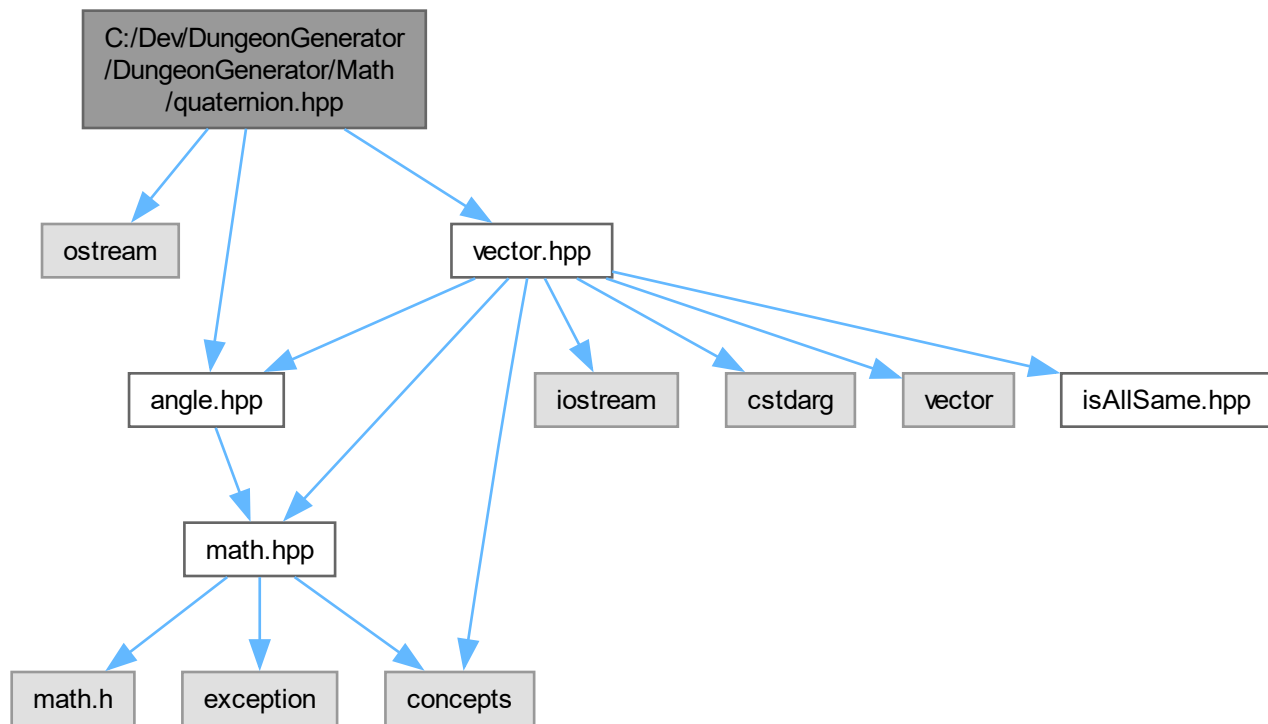 C:/Dev/DungeonGenerator
/DungeonGenerator/Math
/quaternion.hpp
ostream
vector.hpp
angle.hpp
iostream
cstdarg
vector
isAllSame.hpp
math.hpp
math.h
exception
concepts